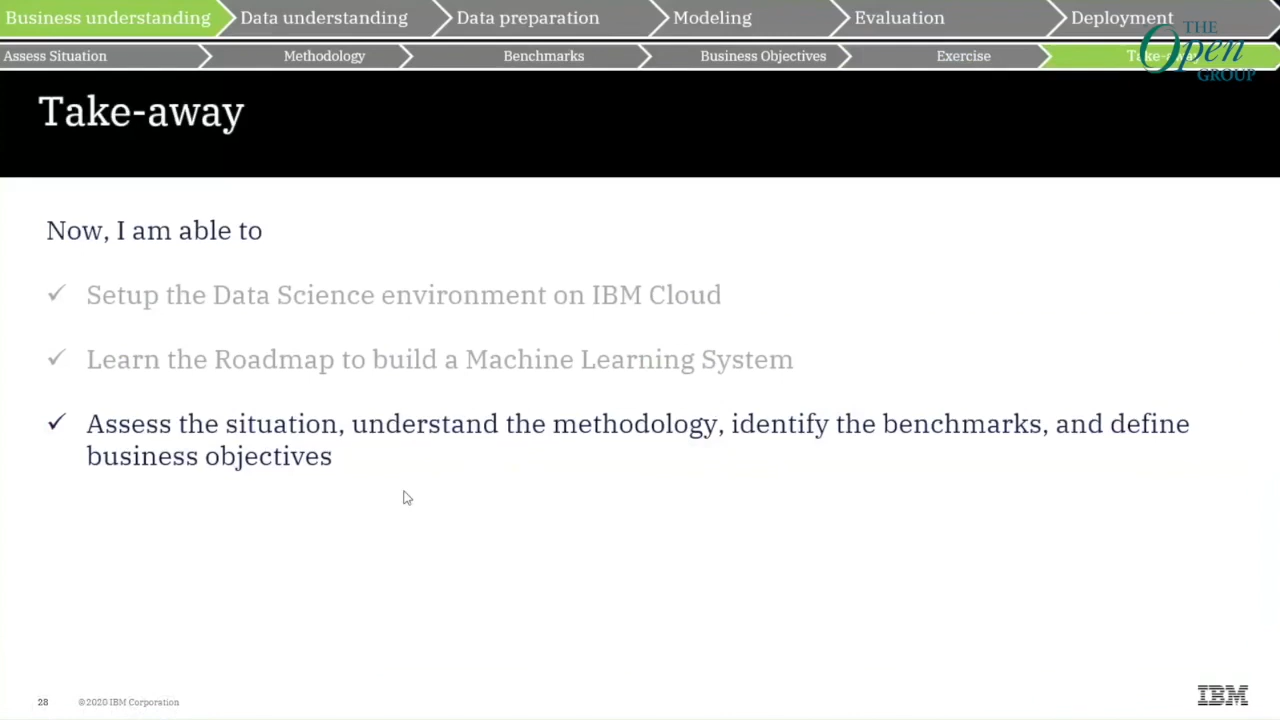 Business understanding
Data understanding
Data preparation
Modeling
Evaluation
Deployment
THE
Open
GROUP
Assess Situation
Methodology
Benchmarks
Business Objectives
Exercise
Take-away
Take-away
Now, I am able to
✓ Setup the Data Science environment on IBM Cloud
✓ Learn the Roadmap to build a Machine Learning System
✓ Assess the situation, understand the methodology, identify the benchmarks, and define
business objectives
28
©2020 IBM Corporation
IBM